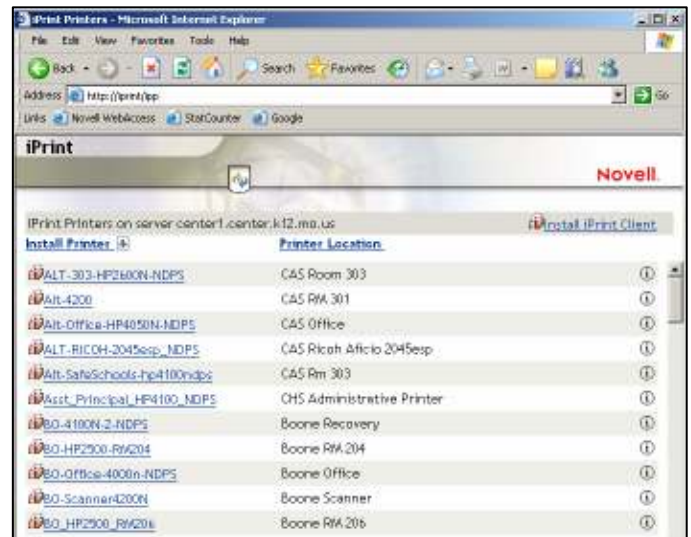 iPrint Printers - Microsoft Internet Explorer
File Edit View Favorites Tools Help
Back Search Favorites
Address http://iprint/ipp Go
Links Novell WebAccess StatCounter Google
iPrint
Novell.
iPrint Printers on server center1.center.k12.mo.us Install iPrint Client
Install Printer Printer Location
ALT-303-HP2600N-NDPS CAS Room 303
Alt-4200 CAS RM 301
Alt-Office-HP4050N-NDPS CAS Office
ALT-RICOH-2045esp_NDPS CAS Ricoh Aficio 2045esp
Alt-SafeSchools-hp4100ndps CAS Rm 303
Asst_Principal_HP4100_NDPS CHS Administrative Printer
BO-4100N-2-NDPS Boone Recovery
BO-HP2500-RM204 Boone RM 204
BO-Office-4000n-NDPS Boone Office
BO-Scanner4200N Boone Scanner
BO_HP2500_RM206 Boone RM 206